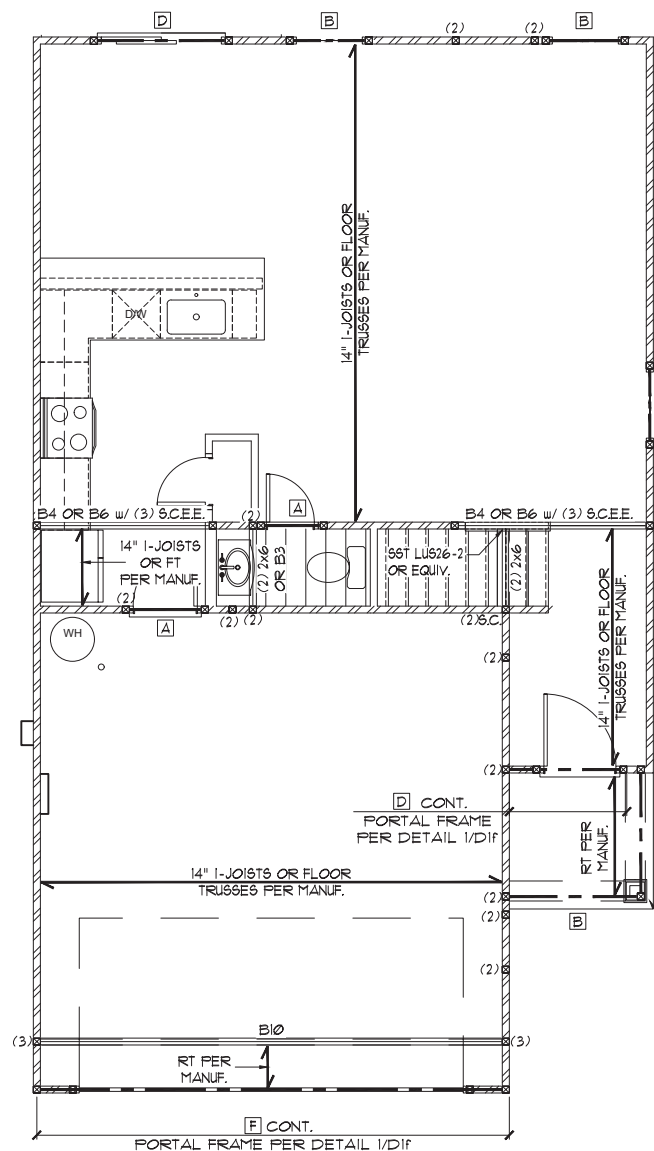 D
B
B
(2)
(2)
14" I-JOISTS OR FLOOR
TRUSSES PER MANUF.
D/W
B4 OR B6 w/ (3) S.C.E.E.
(2)
A
B4 OR B6 w/ (3) S.C.E.E.
14" I-JOISTS
OR FT
PER MANUF.
(2) 2x6
OR B3
SST LUS26-2
OR EQUIV.
(2) 2x6
(2)
A
(2)
(2)
(2)S.C.
WH
(2)
14" I-JOISTS OR FLOOR
TRUSSES PER MANUF.
(2)
D CONT.
PORTAL FRAME
PER DETAIL 1/D1f
RT PER
MANUF.
14" I-JOISTS OR FLOOR
TRUSSES PER MANUF.
(2)
(2)
B
(2)
(3)
B10
(3)
RT PER
MANUF.
F CONT.
PORTAL FRAME PER DETAIL 1/D1f